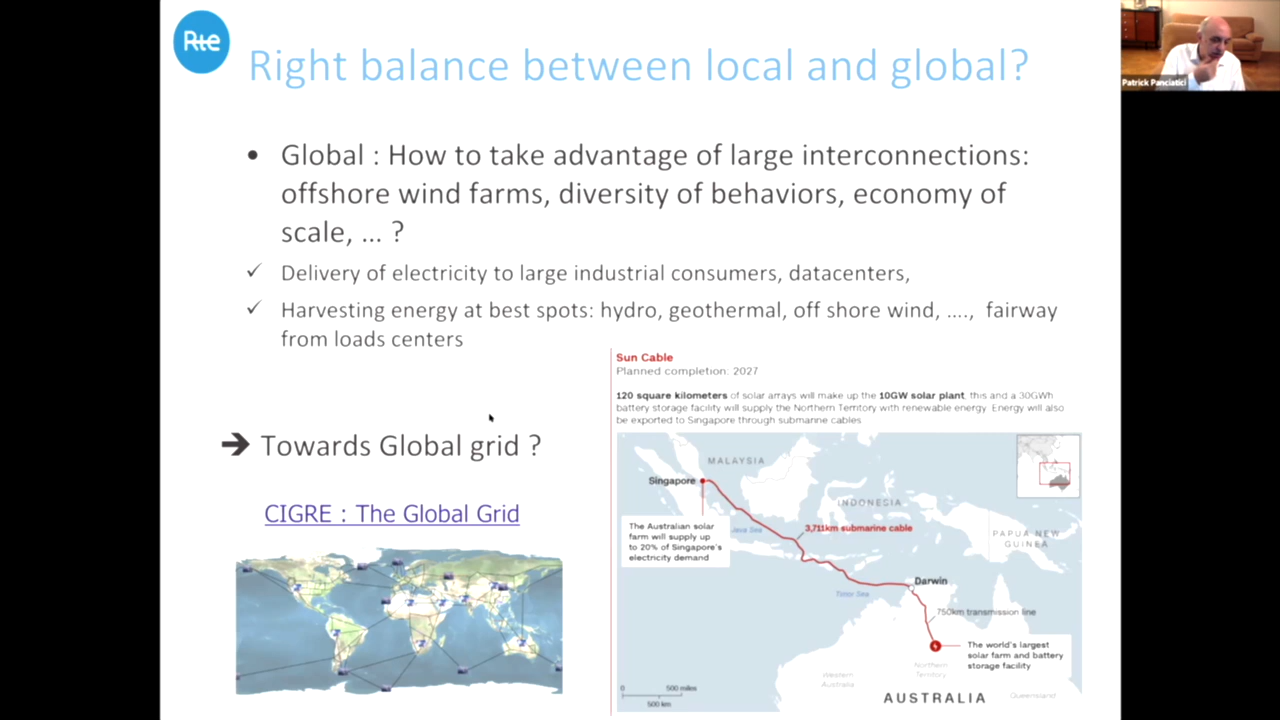 Rte
Right balance between local and global?
Patrick Panciatici
• Global : How to take advantage of large interconnections:
offshore wind farms, diversity of behaviors, economy of
scale, ... ?
✓ Delivery of electricity to large industrial consumers, datacenters,
✓ Harvesting energy at best spots: hydro, geothermal, off shore wind, ...., fairway
from loads centers
➔ Towards Global grid ?
CIGRE : The Global Grid
Sun Cable
Planned completion: 2027
120 square kilometers of solar arrays will make up the 10GW solar plant, this and a 30GWh
battery storage facility will supply the Northern Territory with renewable energy. Energy will also
be exported to Singapore through submarine cables
MALAYSIA
Singapore
INDONESIA
The Australian solar
farm will supply up
to 20% of Singapore's
electricity demand
Java Sea
3,711km submarine cable
PAPUA NEW
GUINEA
Darwin
Timor Sea
750km transmission line
The world's largest
solar farm and battery
storage facility
Northern
Territory
Western
Australia
AUSTRALIA
Queensland
0 500 miles
500 km